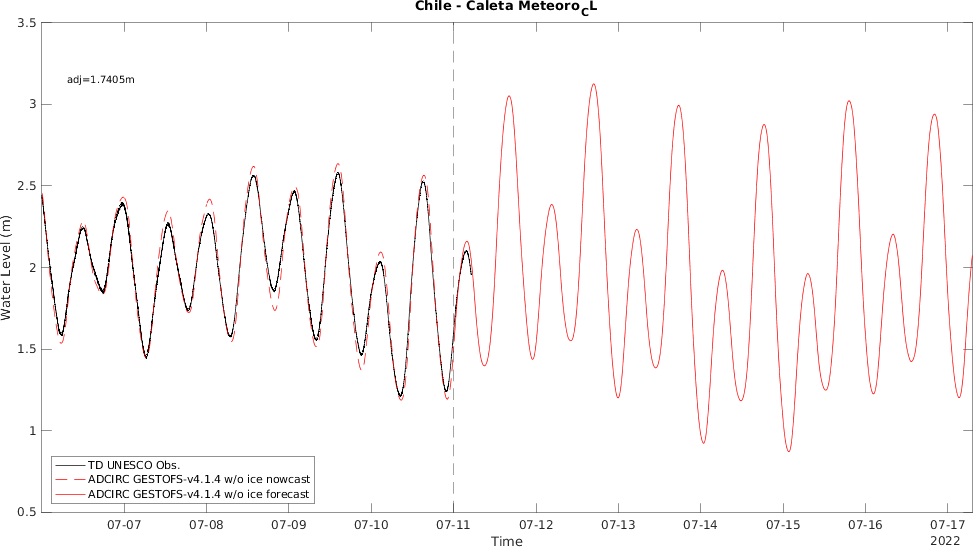 Chile - Caleta Meteoro_CL
adj=1.7405m
3.5
3
2.5
2
1.5
1
0.5
Water Level (m)
TD UNESCO Obs.
ADCIRC GESTOFS-v4.1.4 w/o ice nowcast
ADCIRC GESTOFS-v4.1.4 w/o ice forecast
07-07 07-08 07-09 07-10 07-11 07-12 07-13 07-14 07-15 07-16 07-17
Time
2022